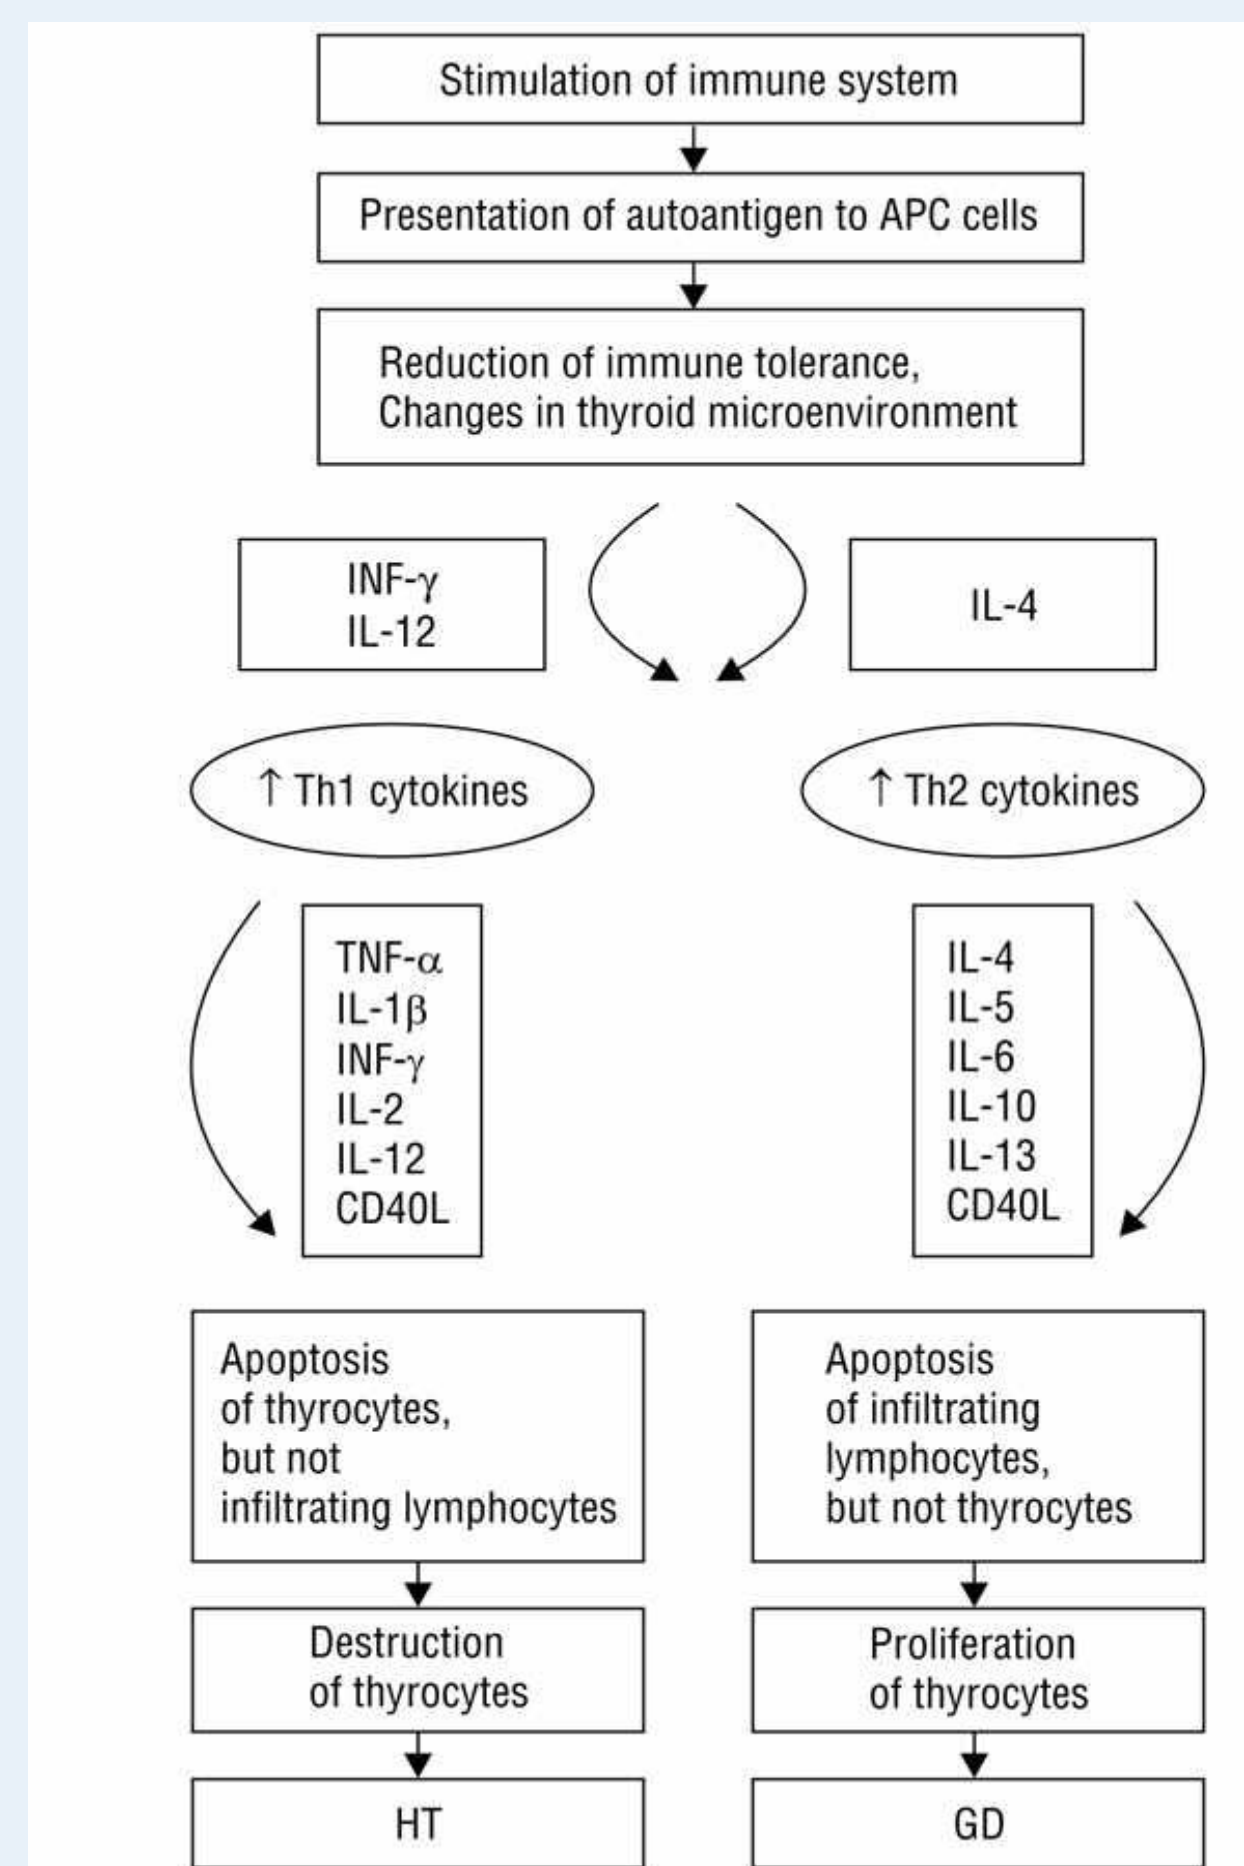 Stimulation of immune system
Presentation of autoantigen to APC cells
Reduction of immune tolerance,
Changes in thyroid microenvironment
INF-γ
IL-12
IL-4
↑ Th1 cytokines
↑ Th2 cytokines
TNF-α
IL-1β
INF-γ
IL-2
IL-12
CD40L
IL-4
IL-5
IL-6
IL-10
IL-13
CD40L
Apoptosis
of thyrocytes,
but not
infiltrating lymphocytes
Apoptosis
of infiltrating
lymphocytes,
but not thyrocytes
Destruction
of thyrocytes
Proliferation
of thyrocytes
HT
GD